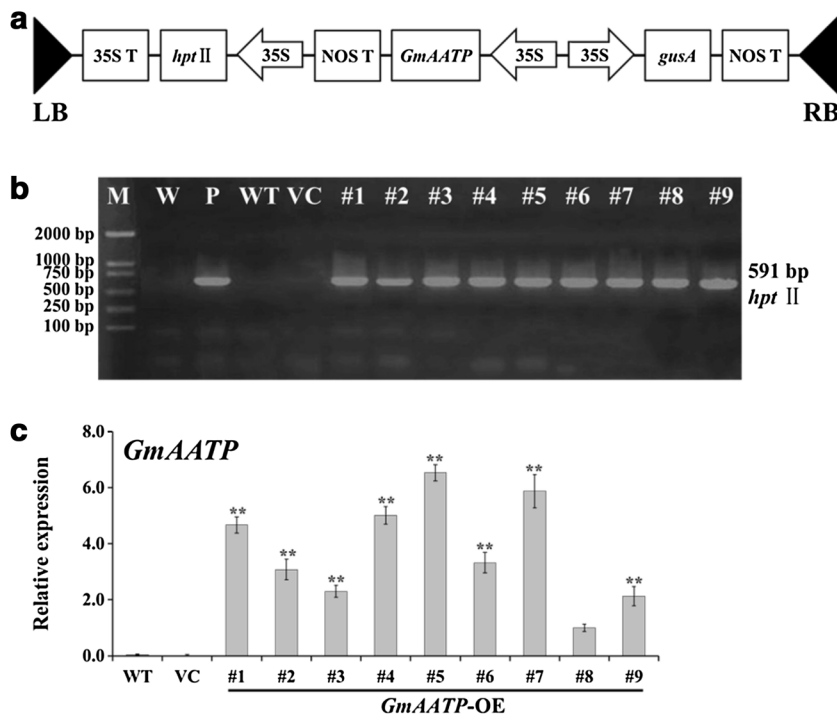 a
35S T
hpt II
35S
NOS T
GmAATP
35S
35S
gusA
NOS T
LB
RB
b
M W P WT VC #1 #2 #3 #4 #5 #6 #7 #8 #9
2000 bp
1000 bp
750 bp
500 bp
250 bp
100 bp
591 bp
hpt II
c
GmAATP
Relative expression
8.0
6.0
4.0
2.0
0.0
** ** ** ** ** ** ** **
WT VC #1 #2 #3 #4 #5 #6 #7 #8 #9
GmAATP-OE